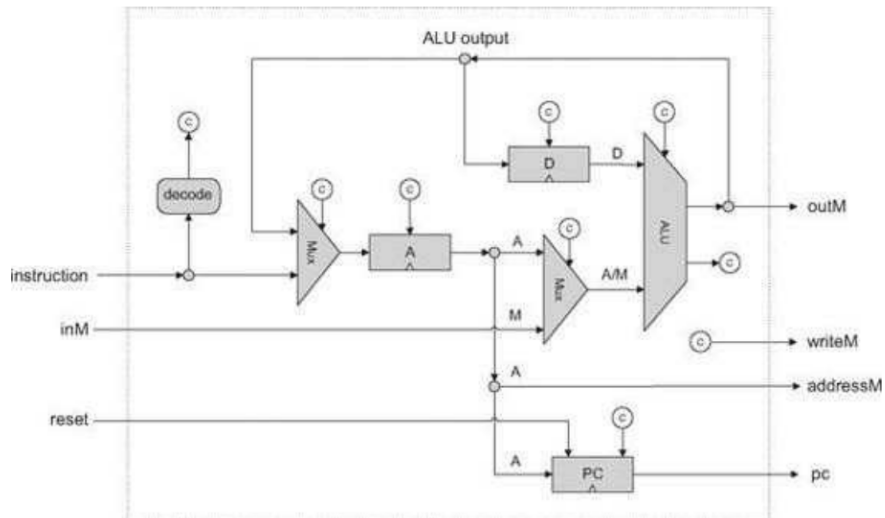 ALU output
c
c
c
D
D
decode
c
c
outM
Mux
A
A
c
ALU
instruction
Mux
A/M
c
inM
M
c
writeM
A
addressM
reset
c
A
PC
pc